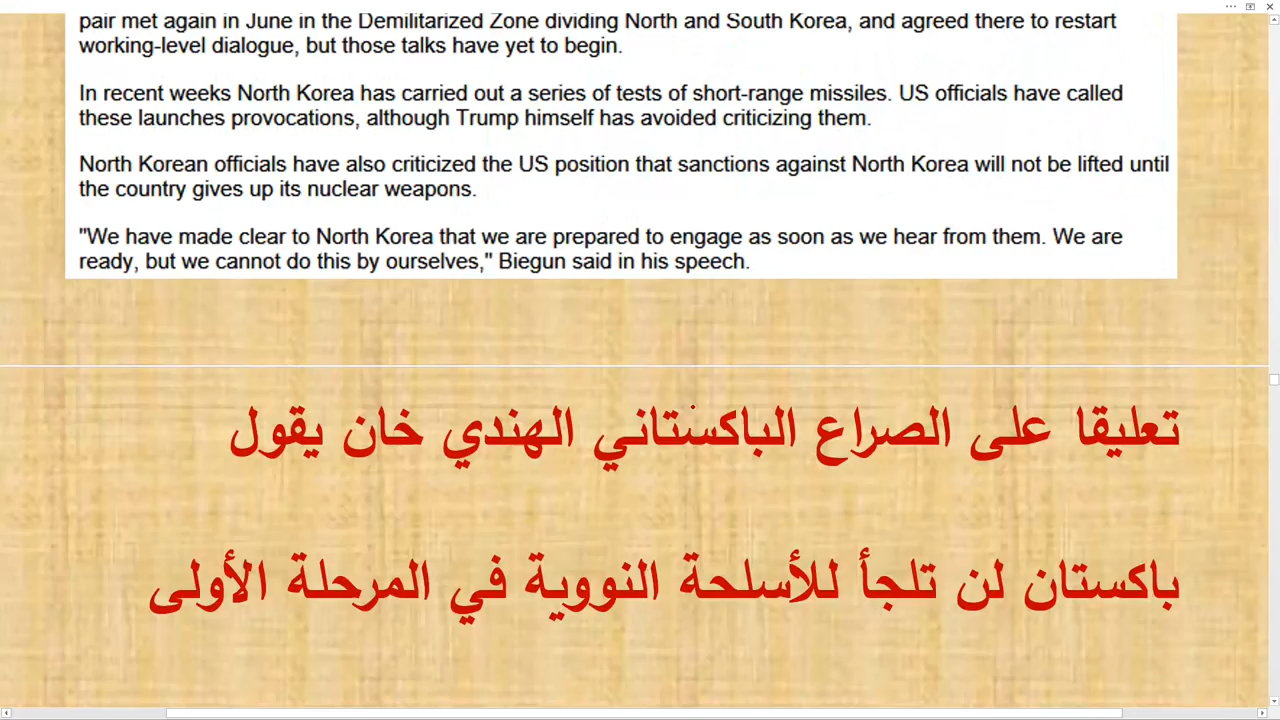 pair met again in June in the Demilitarized Zone dividing North and South Korea, and agreed there to restart
working-level dialogue, but those talks have yet to begin.
In recent weeks North Korea has carried out a series of tests of short-range missiles. US officials have called
these launches provocations, although Trump himself has avoided criticizing them.
North Korean officials have also criticized the US position that sanctions against North Korea will not be lifted until
the country gives up its nuclear weapons.
"We have made clear to North Korea that we are prepared to engage as soon as we hear from them. We are
ready, but we cannot do this by ourselves," Biegun said in his speech.
تعليقا على الصراع الباكستاني الهندي خان يقول
باكستان لن تلجأ للأسلحة النووية في المرحلة الأولى